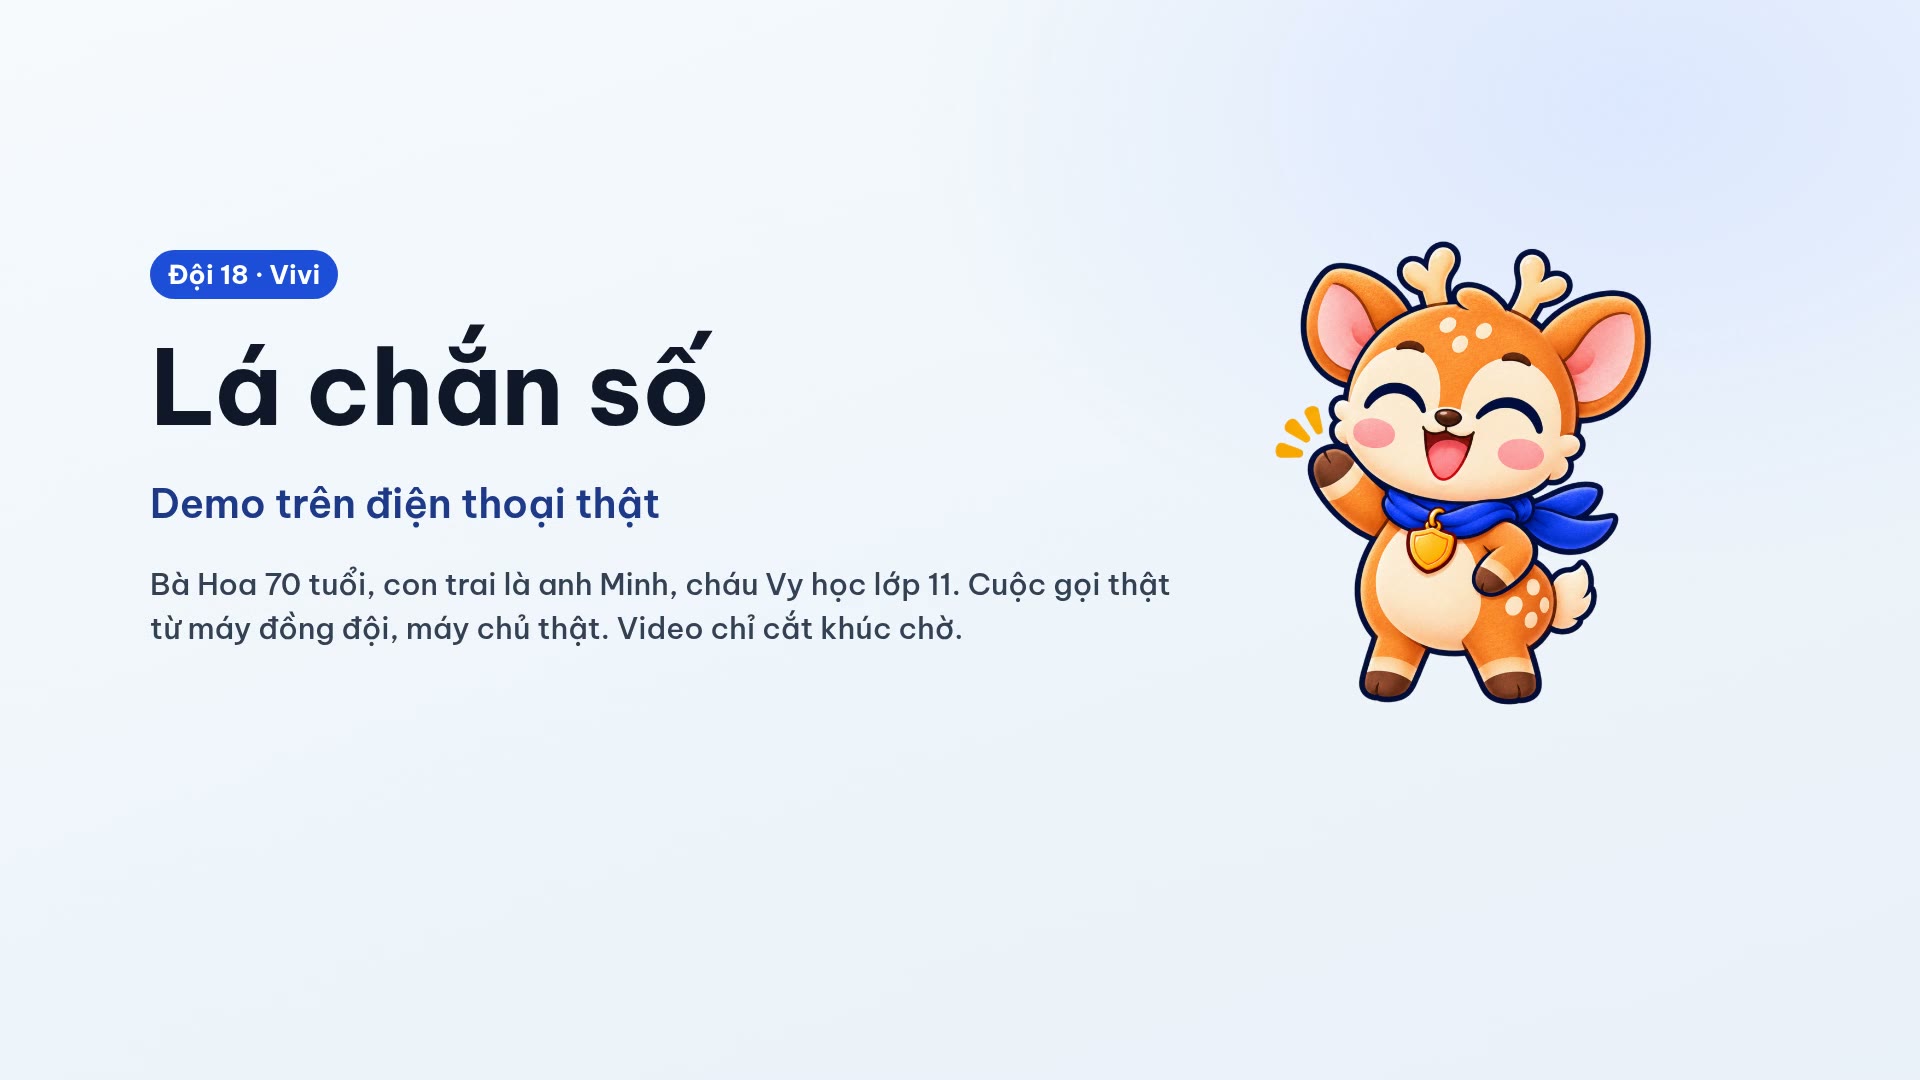 Đội 18 · Vivi
Lá chắn số
Demo trên điện thoại thật
Bà Hoa 70 tuổi, con trai là anh Minh, cháu Vy học lớp 11. Cuộc gọi thật
từ máy đồng đội, máy chủ thật. Video chỉ cắt khúc chờ.